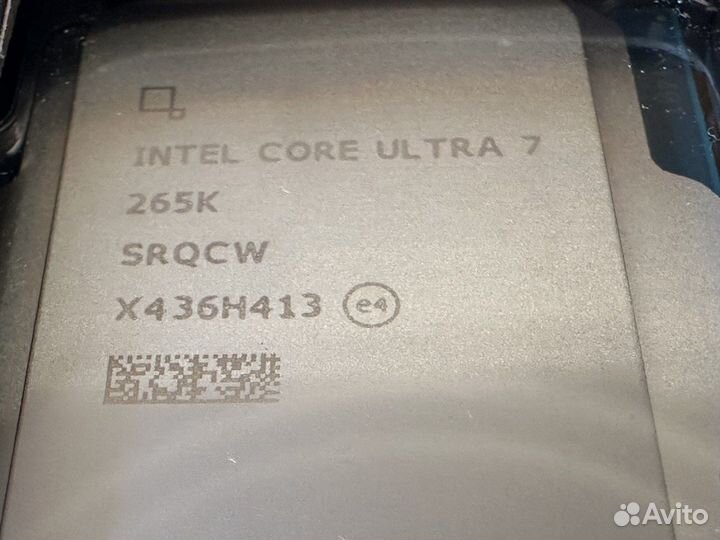 INTEL CORE ULTRA 7
265K
SRQCW
X436H413 e4
Avito